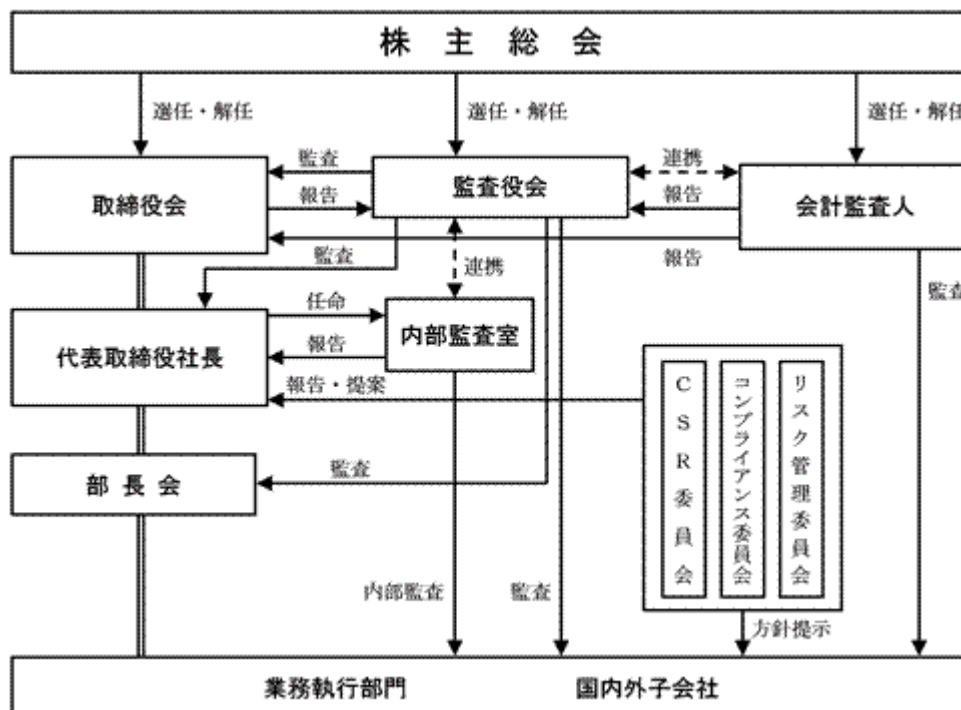 株主総会
選任・解任
選任・解任
選任・解任
取締役会
監査
報告
監査役会
連携
報告
会計監査人
報告
監査
連携
監査
代表取締役社長
任命
報告
内部監査室
報告・提案
CSR委員会
コンプライアンス委員会
リスク管理委員会
部長会
監査
内部監査
監査
方針提示
業務執行部門 国内外子会社